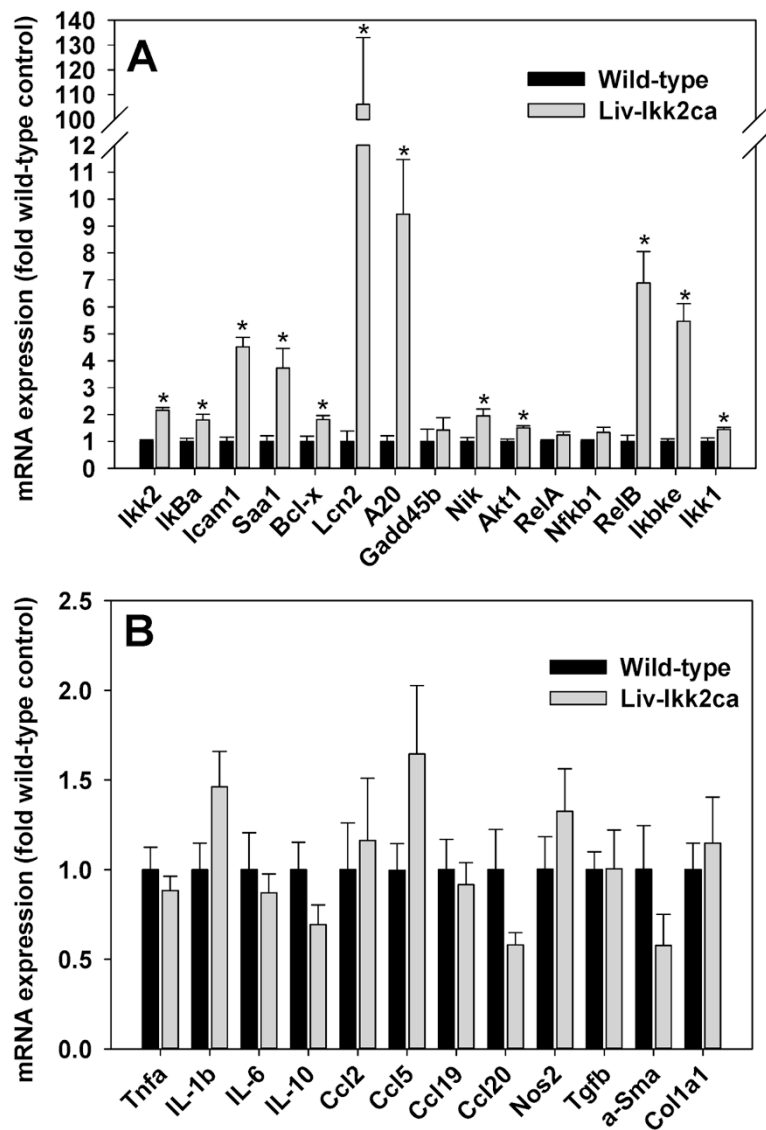 A
mRNA expression (fold wild-type control)
140
130
120
110
100
12
11
10
9
8
7
6
5
4
3
2
1
0
Wild-type
Liv-Ikk2ca
* * * * * * * * * * * *
Ikk2
IkBa
Icam1
Saa1
Bcl-x
Lcn2
A20
Gadd45b
Nik
Akt1
RelA
Nfkb1
RelB
Ikbke
Ikk1
B
mRNA expression (fold wild-type control)
2.5
2.0
1.5
1.0
0.5
0.0
Wild-type
Liv-Ikk2ca
Tnfa
IL-1b
IL-6
IL-10
Ccl2
Ccl5
Ccl19
Ccl20
Nos2
Tgfb
a-Sma
Col1a1